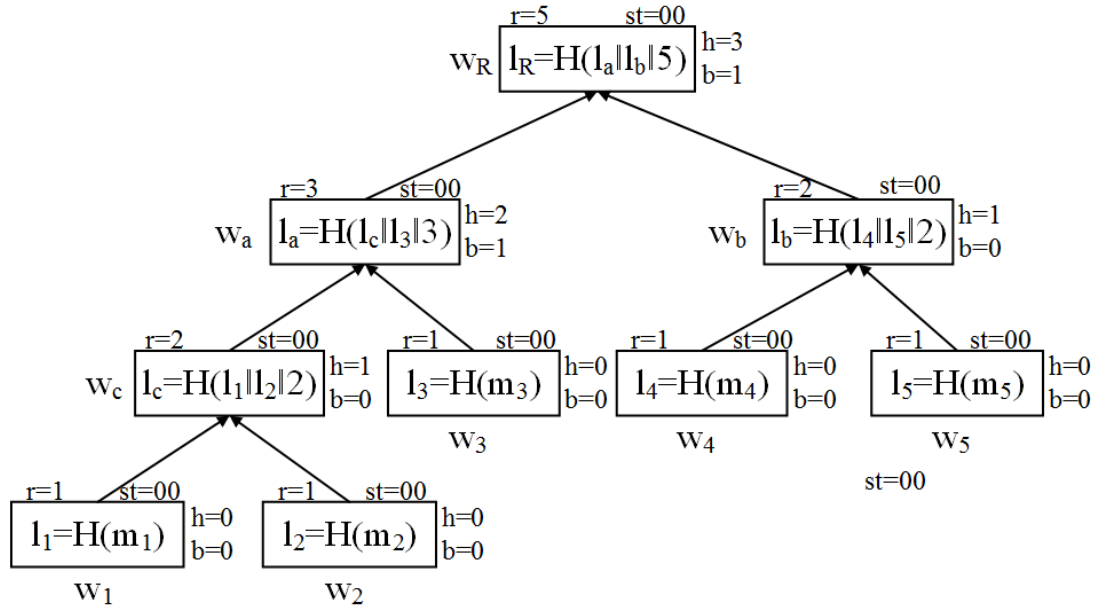 r=5 st=00
w_R l_R=H(l_a‖l_b‖5) h=3
b=1
r=3 st=00
w_a l_a=H(l_c‖l_3‖3) h=2
b=1
r=2 st=00
w_b l_b=H(l_4‖l_5‖2) h=1
b=0
r=2 st=00
w_c l_c=H(l_1‖l_2‖2) h=1
b=0
r=1 st=00
l_3=H(m_3) h=0
b=0
w_3
r=1 st=00
l_4=H(m_4) h=0
b=0
w_4
r=1 st=00
l_5=H(m_5) h=0
b=0
w_5
st=00
r=1 st=00
l_1=H(m_1) h=0
b=0
w_1
r=1 st=00
l_2=H(m_2) h=0
b=0
w_2